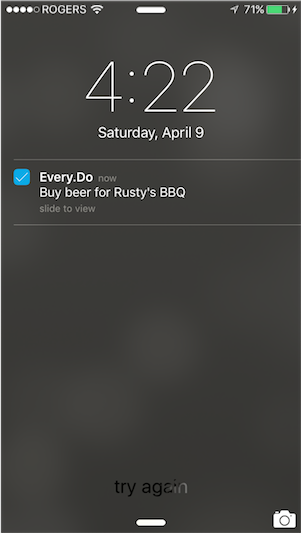 ROGERS 71%
4:22
Saturday, April 9
Every.Do now
Buy beer for Rusty's BBQ
slide to view
try again